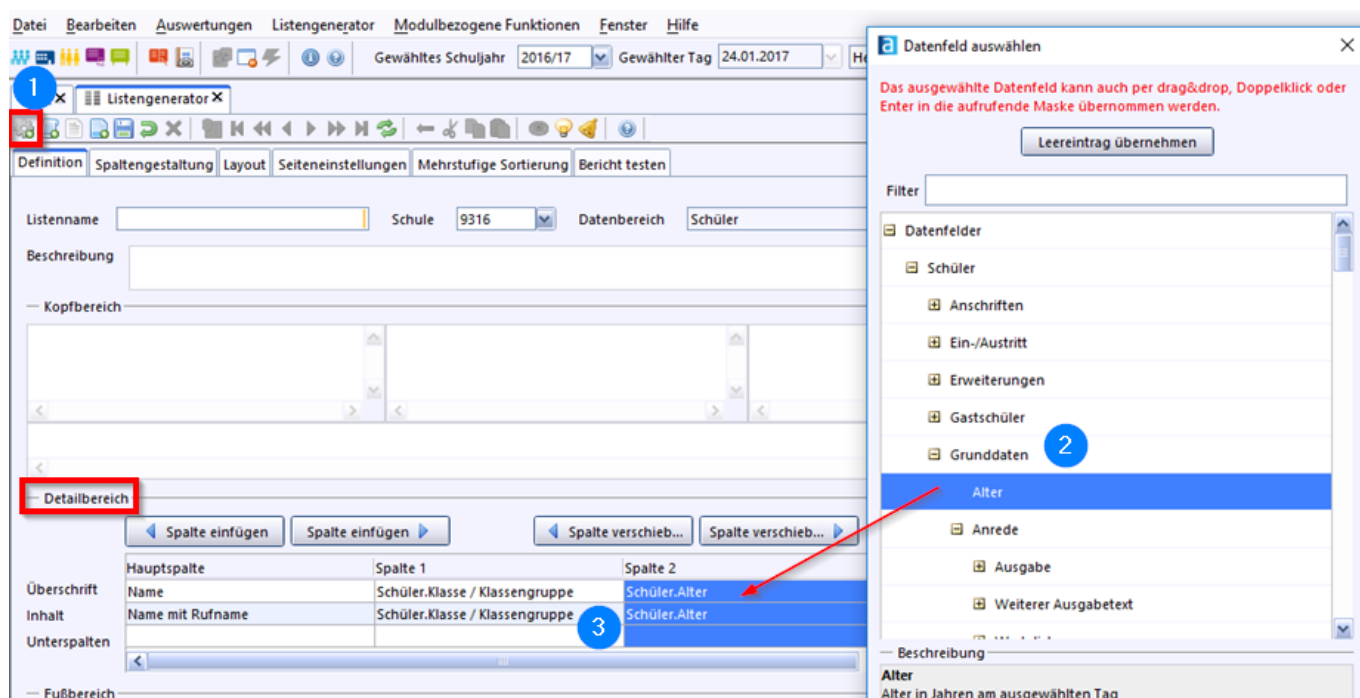 Datei Bearbeiten Auswertungen Listengenerator Modulbezogene Funktionen Fenster Hilfe
Gewähltes Schuljahr 2016/17 Gewählter Tag 24.01.2017 He
1
Listengenerator
Definition Spaltengestaltung Layout Seiteneinstellungen Mehrstufige Sortierung Bericht testen
Listenname Schule 9316 Datenbereich Schüler
Beschreibung
Kopfbereich
Detailbereich
Spalte einfügen Spalte einfügen Spalte verschieb... Spalte verschieb...
Hauptspalte Spalte 1 Spalte 2
Überschrift Name Schüler.Klasse / Klassengruppe Schüler.Alter
Inhalt Name mit Rufname Schüler.Klasse / Klassengruppe Schüler.Alter
3
Unterspalten
Fußbereich
Datenfeld auswählen
Das ausgewählte Datenfeld kann auch per drag&drop, Doppelklick oder
Enter in die aufrufende Maske übernommen werden.
Leereintrag übernehmen
Filter
Datenfelder
Schüler
Anschriften
Ein-/Austritt
Erweiterungen
Gastschüler
Grunddaten 2
Alter
Anrede
Ausgabe
Weiterer Ausgabetext
Beschreibung
Alter
Alter in Jahren am ausgewählten Tag